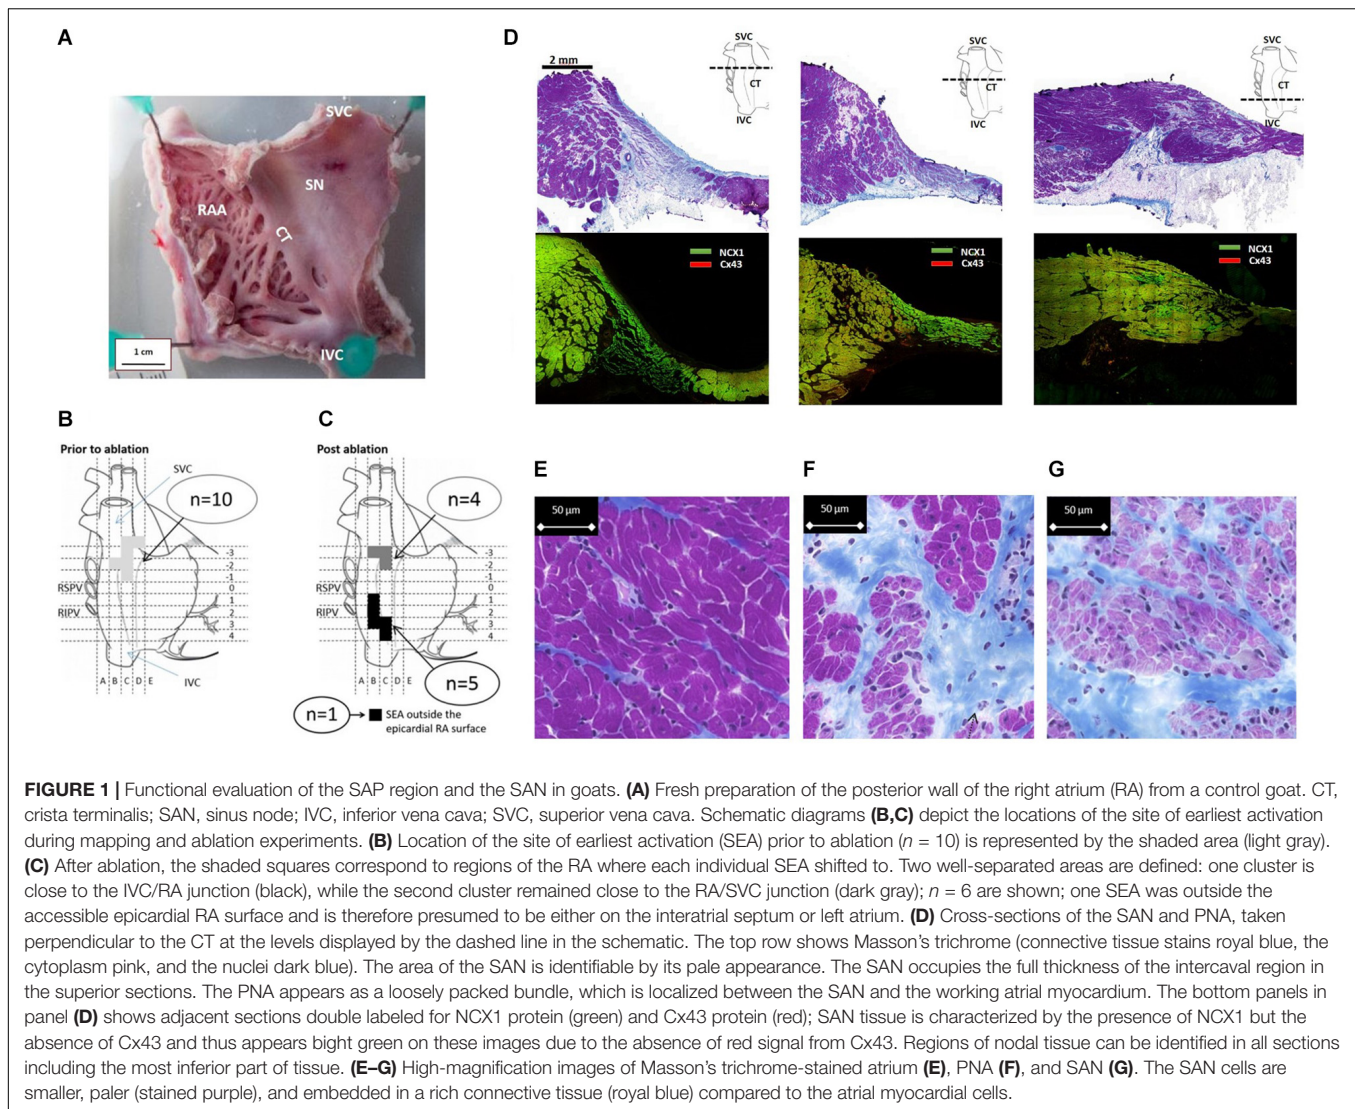 A
SVC
SN
RAA
CT
1 cm
IVC
D
2 mm
SVC
CT
IVC
SVC
CT
IVC
SVC
CT
IVC
NCX1
Cx43
NCX1
Cx43
NCX1
Cx43
B
Prior to ablation
SVC
n=10
-3
-2
-1
0
1
2
3
4
RSPV
RIPV
A B C D E
IVC
C
Post ablation
n=4
-3
-2
-1
0
1
2
3
4
RSPV
RIPV
A B C D E
n=5
n=1
SEA outside the
epicardial RA surface
E
50 µm
F
50 µm
G
50 µm
FIGURE 1 | Functional evaluation of the SAP region and the SAN in goats. (A) Fresh preparation of the posterior wall of the right atrium (RA) from a control goat. CT,
crista terminalis; SAN, sinus node; IVC, inferior vena cava; SVC, superior vena cava. Schematic diagrams (B,C) depict the locations of the site of earliest activation
during mapping and ablation experiments. (B) Location of the site of earliest activation (SEA) prior to ablation (n = 10) is represented by the shaded area (light gray).
(C) After ablation, the shaded squares correspond to regions of the RA where each individual SEA shifted to. Two well-separated areas are defined: one cluster is
close to the IVC/RA junction (black), while the second cluster remained close to the RA/SVC junction (dark gray); n = 6 are shown; one SEA was outside the
accessible epicardial RA surface and is therefore presumed to be either on the interatrial septum or left atrium. (D) Cross-sections of the SAN and PNA, taken
perpendicular to the CT at the levels displayed by the dashed line in the schematic. The top row shows Masson's trichrome (connective tissue stains royal blue, the
cytoplasm pink, and the nuclei dark blue). The area of the SAN is identifiable by its pale appearance. The SAN occupies the full thickness of the intercaval region in
the superior sections. The PNA appears as a loosely packed bundle, which is localized between the SAN and the working atrial myocardium. The bottom panels in
panel (D) shows adjacent sections double labeled for NCX1 protein (green) and Cx43 protein (red); SAN tissue is characterized by the presence of NCX1 but the
absence of Cx43 and thus appears bight green on these images due to the absence of red signal from Cx43. Regions of nodal tissue can be identified in all sections
including the most inferior part of tissue. (E–G) High-magnification images of Masson's trichrome-stained atrium (E), PNA (F), and SAN (G). The SAN cells are
smaller, paler (stained purple), and embedded in a rich connective tissue (royal blue) compared to the atrial myocardial cells.